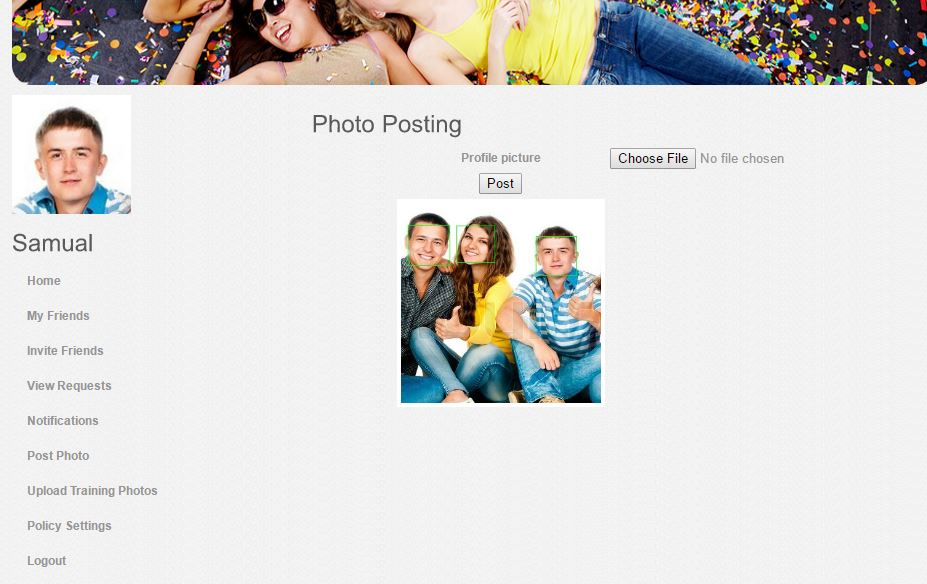 Photo Posting
Profile picture
Choose File No file chosen
Post
Samual
Home
My Friends
Invite Friends
View Requests
Notifications
Post Photo
Upload Training Photos
Policy Settings
Logout